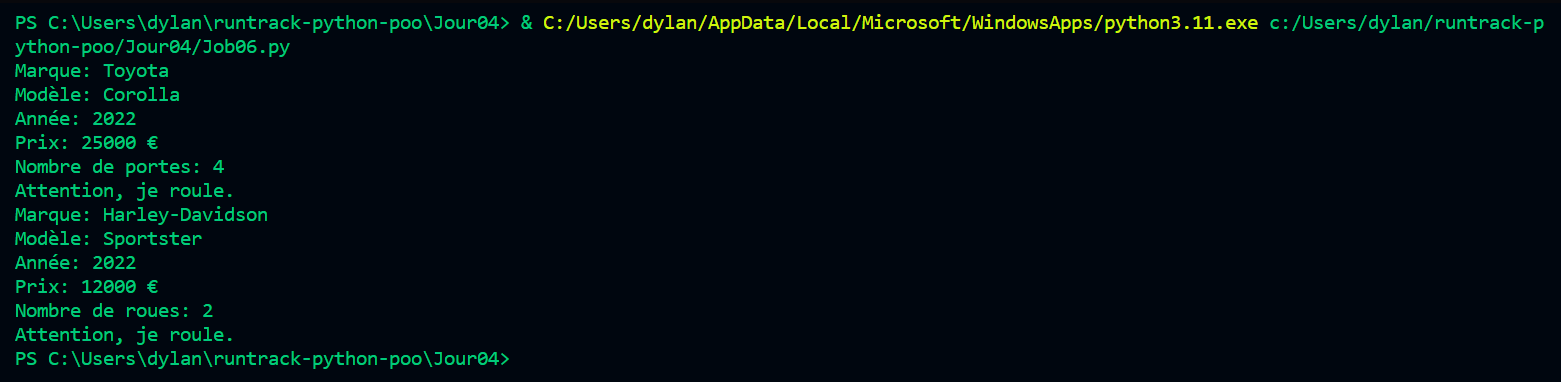 PS C:\Users\dylan\runtrack-python-poo\Jour04> & C:/Users/dylan/AppData/Local/Microsoft/WindowsApps/python3.11.exe c:/Users/dylan/runtrack-p
ython-poo/Jour04/Job06.py
Marque: Toyota
Modèle: Corolla
Année: 2022
Prix: 25000 €
Nombre de portes: 4
Attention, je roule.
Marque: Harley-Davidson
Modèle: Sportster
Année: 2022
Prix: 12000 €
Nombre de roues: 2
Attention, je roule.
PS C:\Users\dylan\runtrack-python-poo\Jour04>